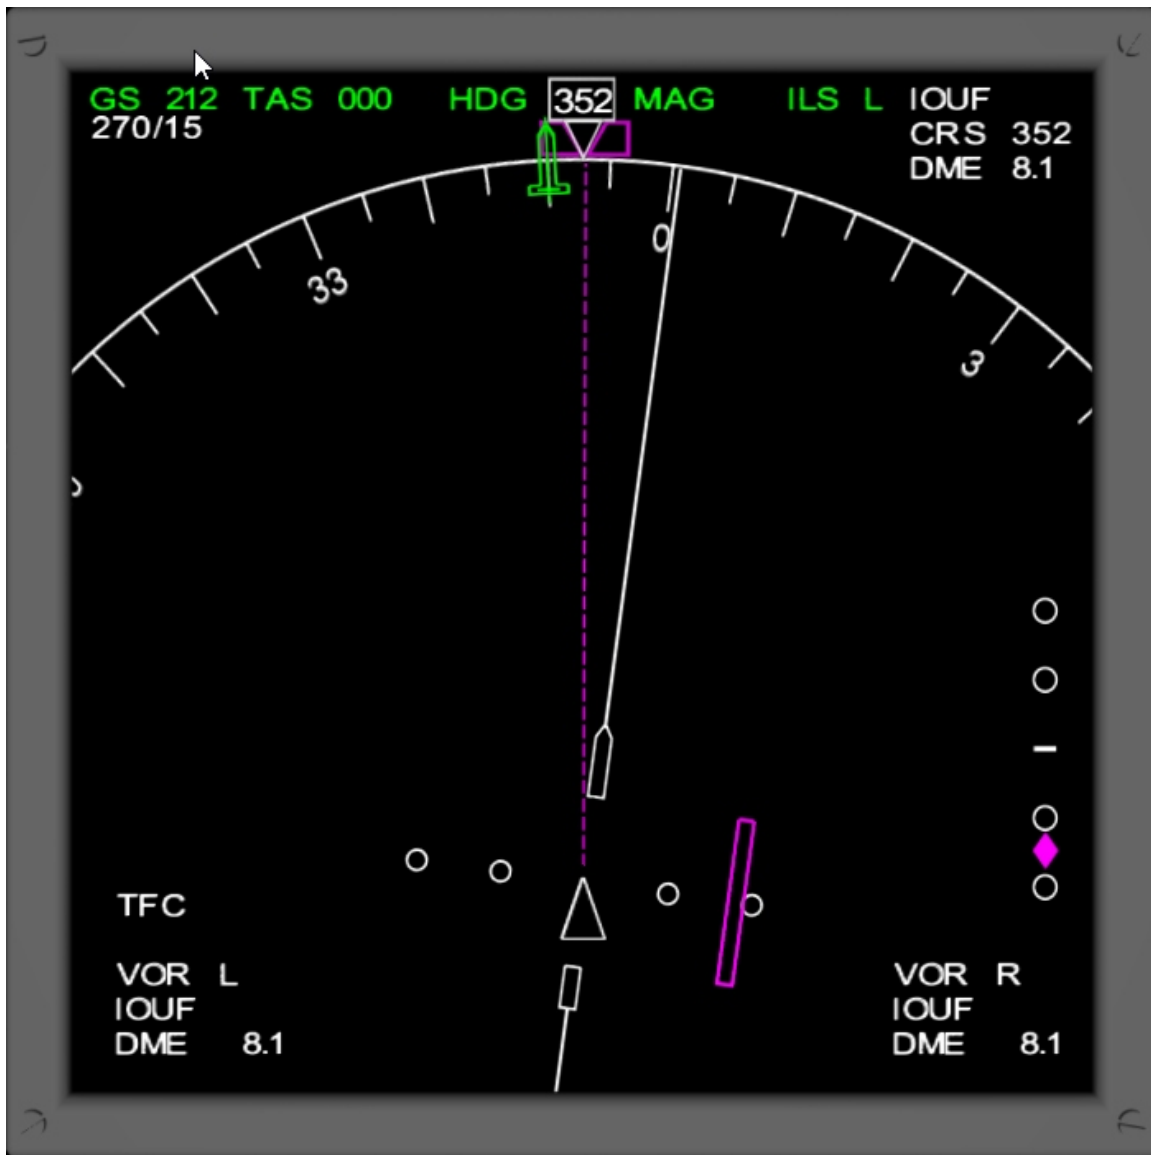 GS 212 TAS 000 HDG 352 MAG ILS L IOUF
270/15
CRS 352
DME 8.1
33
0
3
TFC
VOR L
IOUF
DME 8.1
VOR R
IOUF
DME 8.1